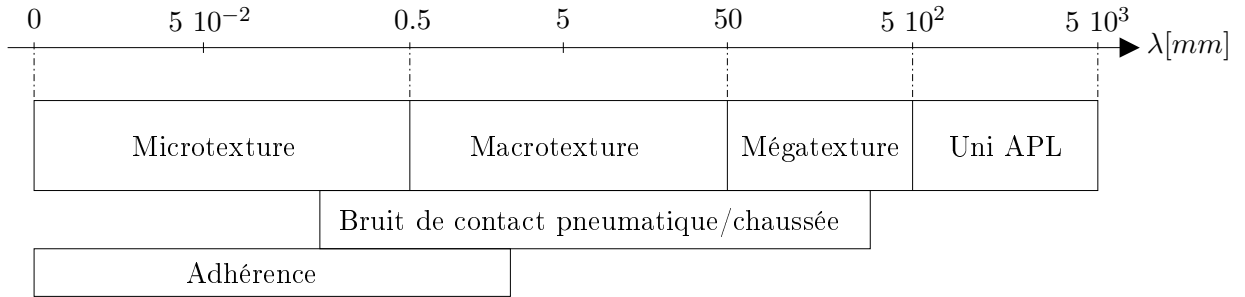 0 5 10⁻² 0.5 5 50 5 10² 5 10³
λ[mm]
Microtexture Macrotexture Mégatexture Uni APL
Bruit de contact pneumatique/chaussée
Adhérence